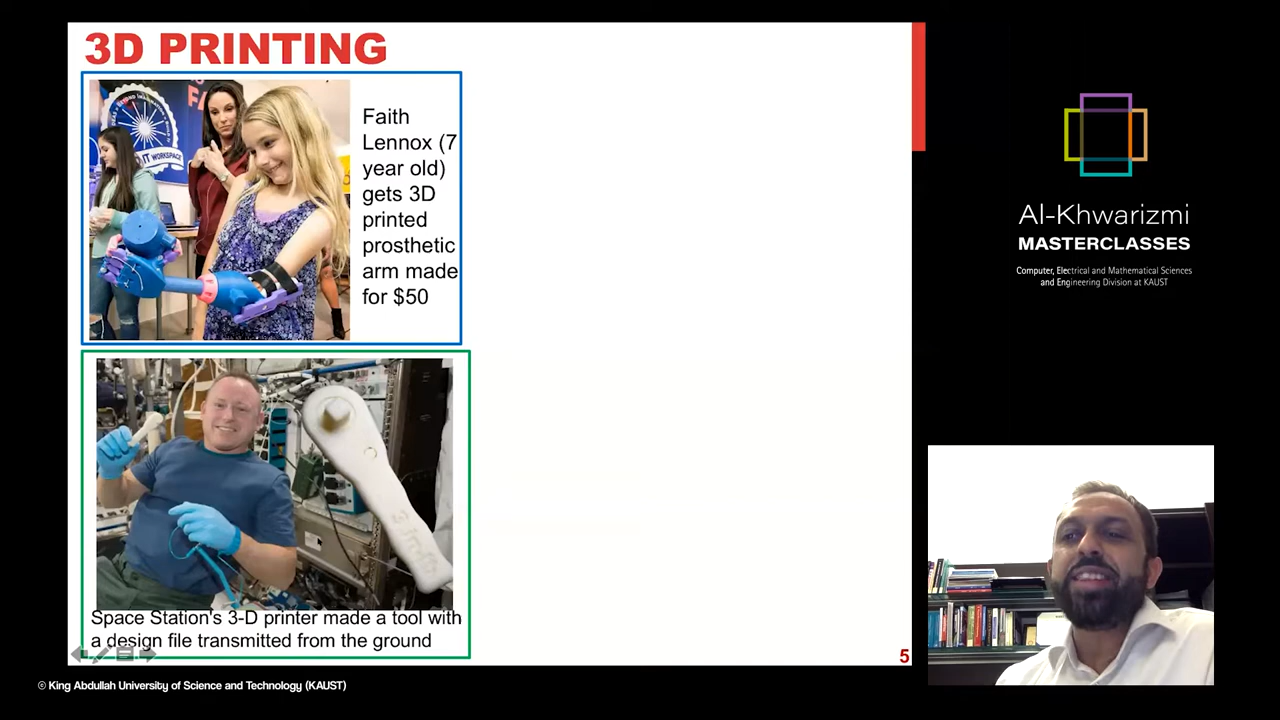 3D PRINTING
IT WORKSPACE
Faith
Lennox (7
year old)
gets 3D
printed
prosthetic
arm made
for $50
Space Station's 3-D printer made a tool with
a design file transmitted from the ground
5
Al-Khwarizmi
MASTERCLASSES
Computer, Electrical and Mathematical Sciences
and Engineering Division at KAUST
© King Abdullah University of Science and Technology (KAUST)